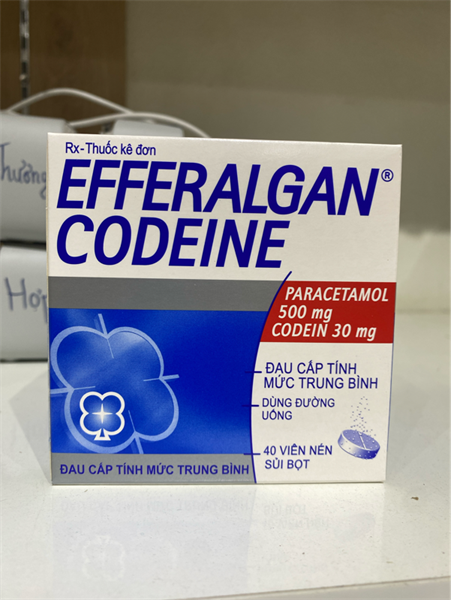 Rx-Thuốc kê đơn
EFFERALGAN®
CODEINE
PARACETAMOL
500 mg
CODEIN 30 mg
ĐAU CẤP TÍNH
MỨC TRUNG BÌNH
DÙNG ĐƯỜNG
UỐNG
40 VIÊN NÉN
SỦI BỌT
ĐAU CẤP TÍNH MỨC TRUNG BÌNH